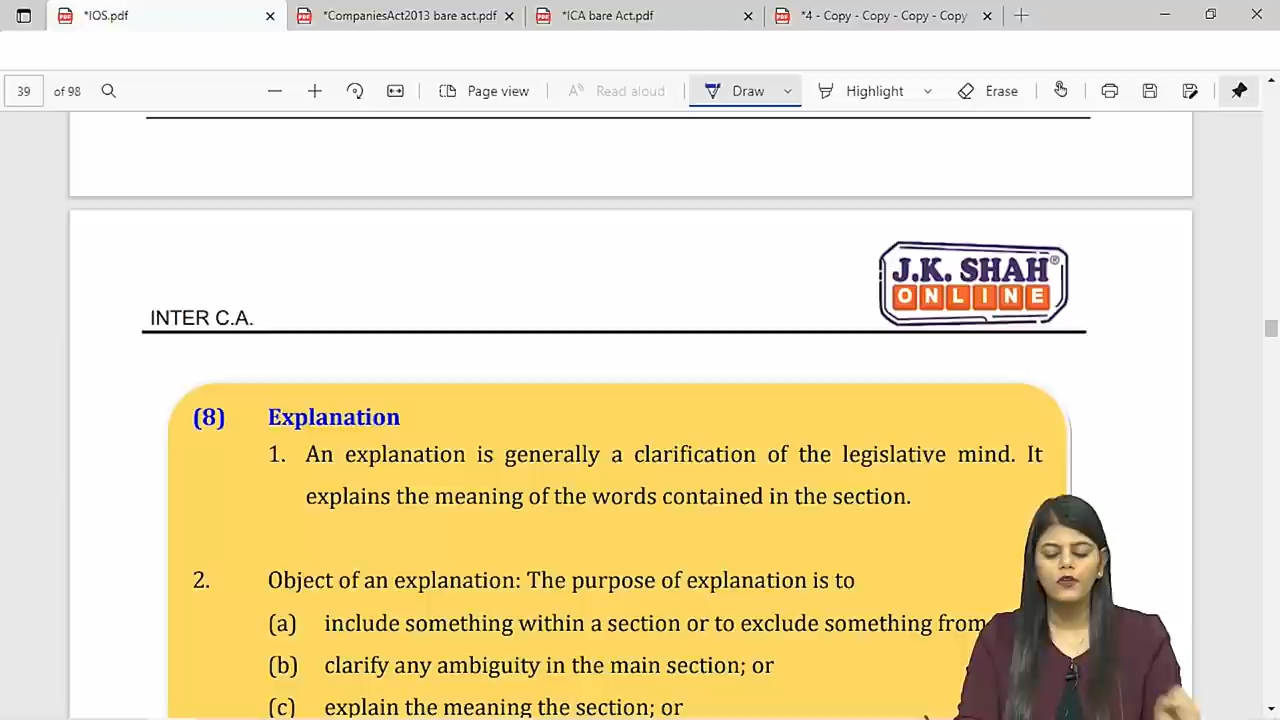 *IOS.pdf
*CompaniesAct2013 bare act.pdf
*ICA bare Act.pdf
*4 - Copy - Copy - Copy - Copy
39 of 98
Page view
Read aloud
Draw
Highlight
Erase
J.K. SHAH®
ONLINE
INTER C.A.
(8) Explanation
1. An explanation is generally a clarification of the legislative mind. It
explains the meaning of the words contained in the section.
2. Object of an explanation: The purpose of explanation is to
(a) include something within a section or to exclude something from
(b) clarify any ambiguity in the main section; or
(c) explain the meaning the section; or